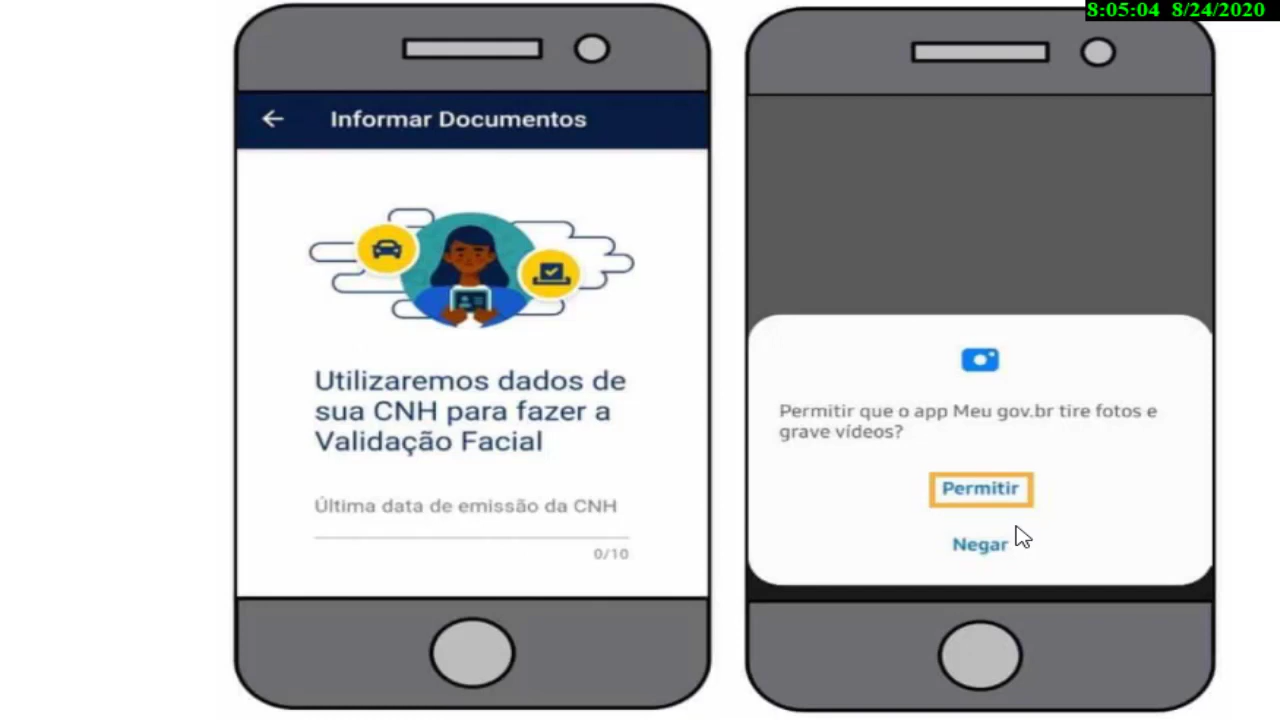 8:05:04 8/24/2020
Informar Documentos
Utilizaremos dados de
sua CNH para fazer a
Validação Facial
Última data de emissão da CNH
0/10
Permitir que o app Meu gov.br tire fotos e
grave vídeos?
Permitir
Negar